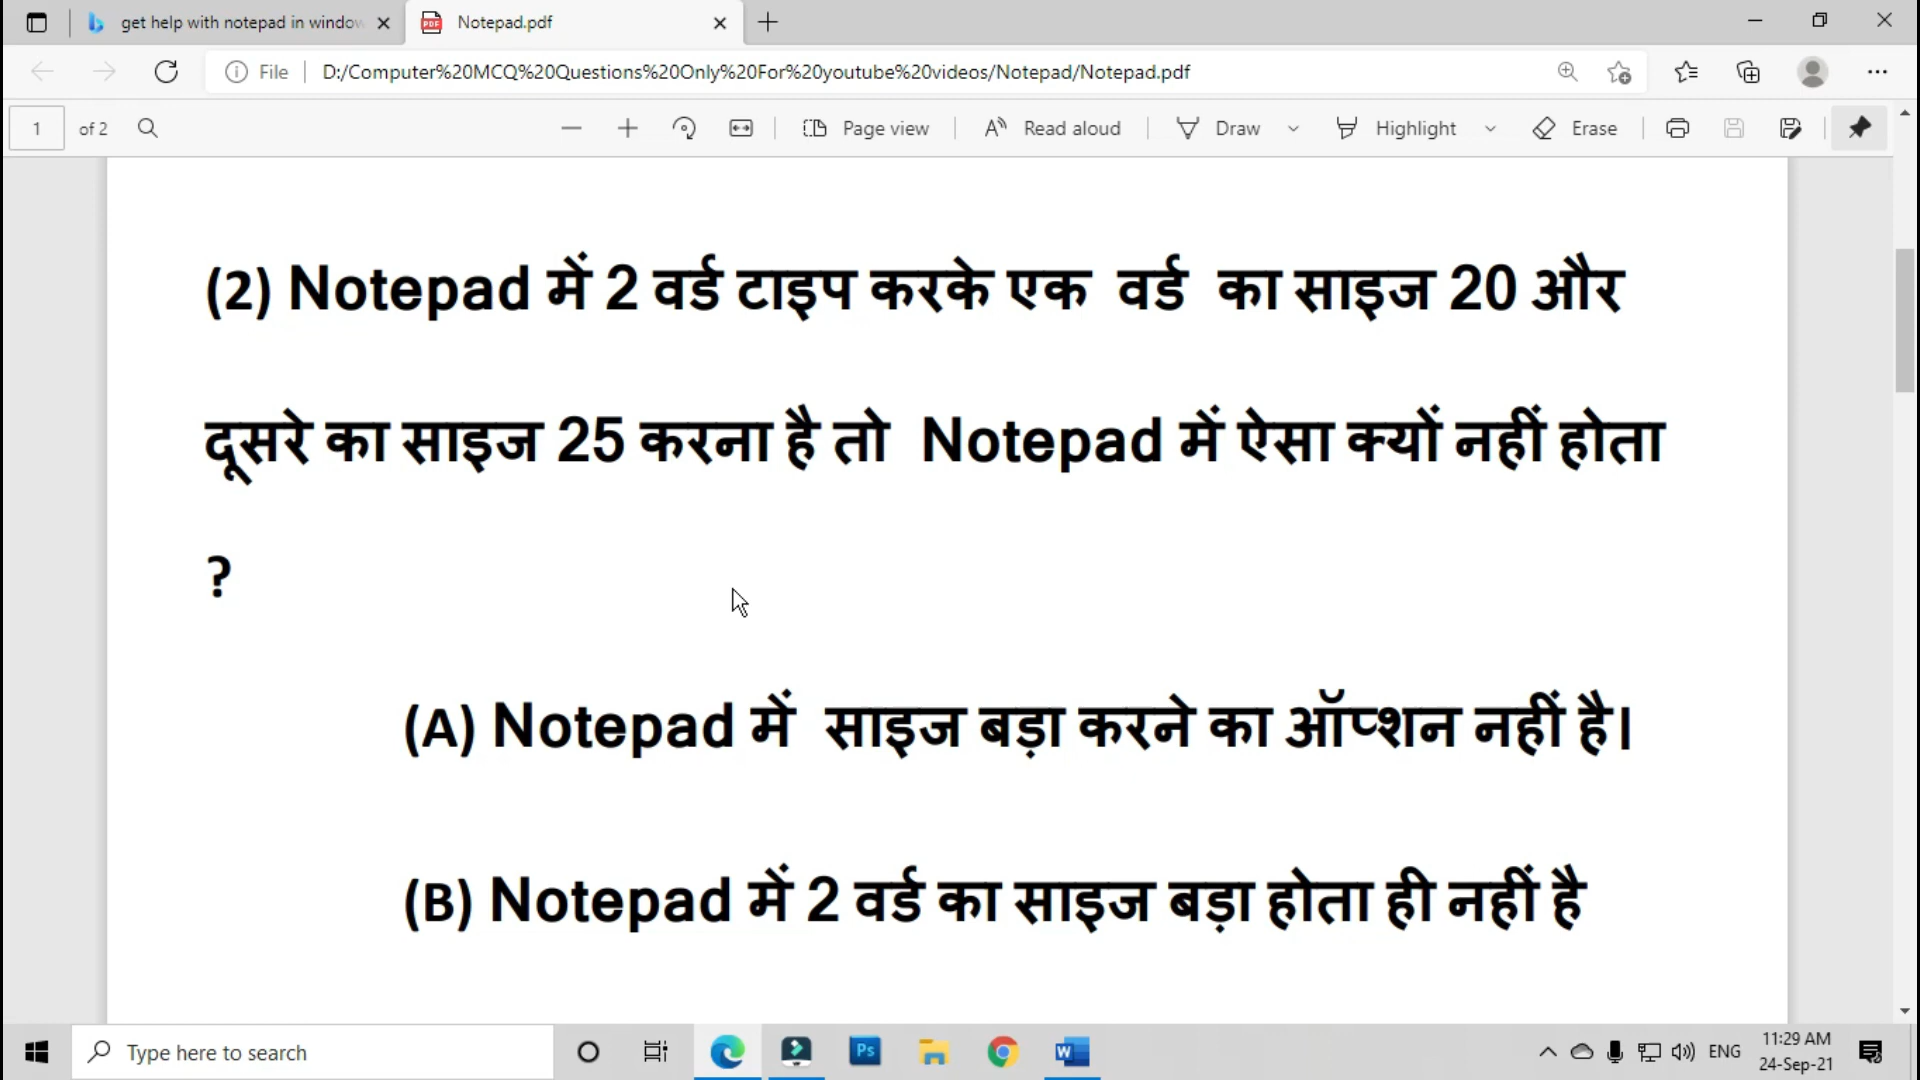 get help with notepad in window
Notepad.pdf
File
D:/Computer%20MCQ%20Questions%20Only%20For%20youtube%20videos/Notepad/Notepad.pdf
1 of 2
Page view
Read aloud
Draw
Highlight
Erase
(2) Notepad में 2 वर्ड टाइप करके एक वर्ड का साइज 20 और
दूसरे का साइज 25 करना है तो Notepad में ऐसा क्यों नहीं होता
?
(A) Notepad में साइज बड़ा करने का ऑप्शन नहीं है।
(B) Notepad में 2 वर्ड का साइज बड़ा होता ही नहीं है
Type here to search
Ps
W
ENG
11:29 AM
24-Sep-21